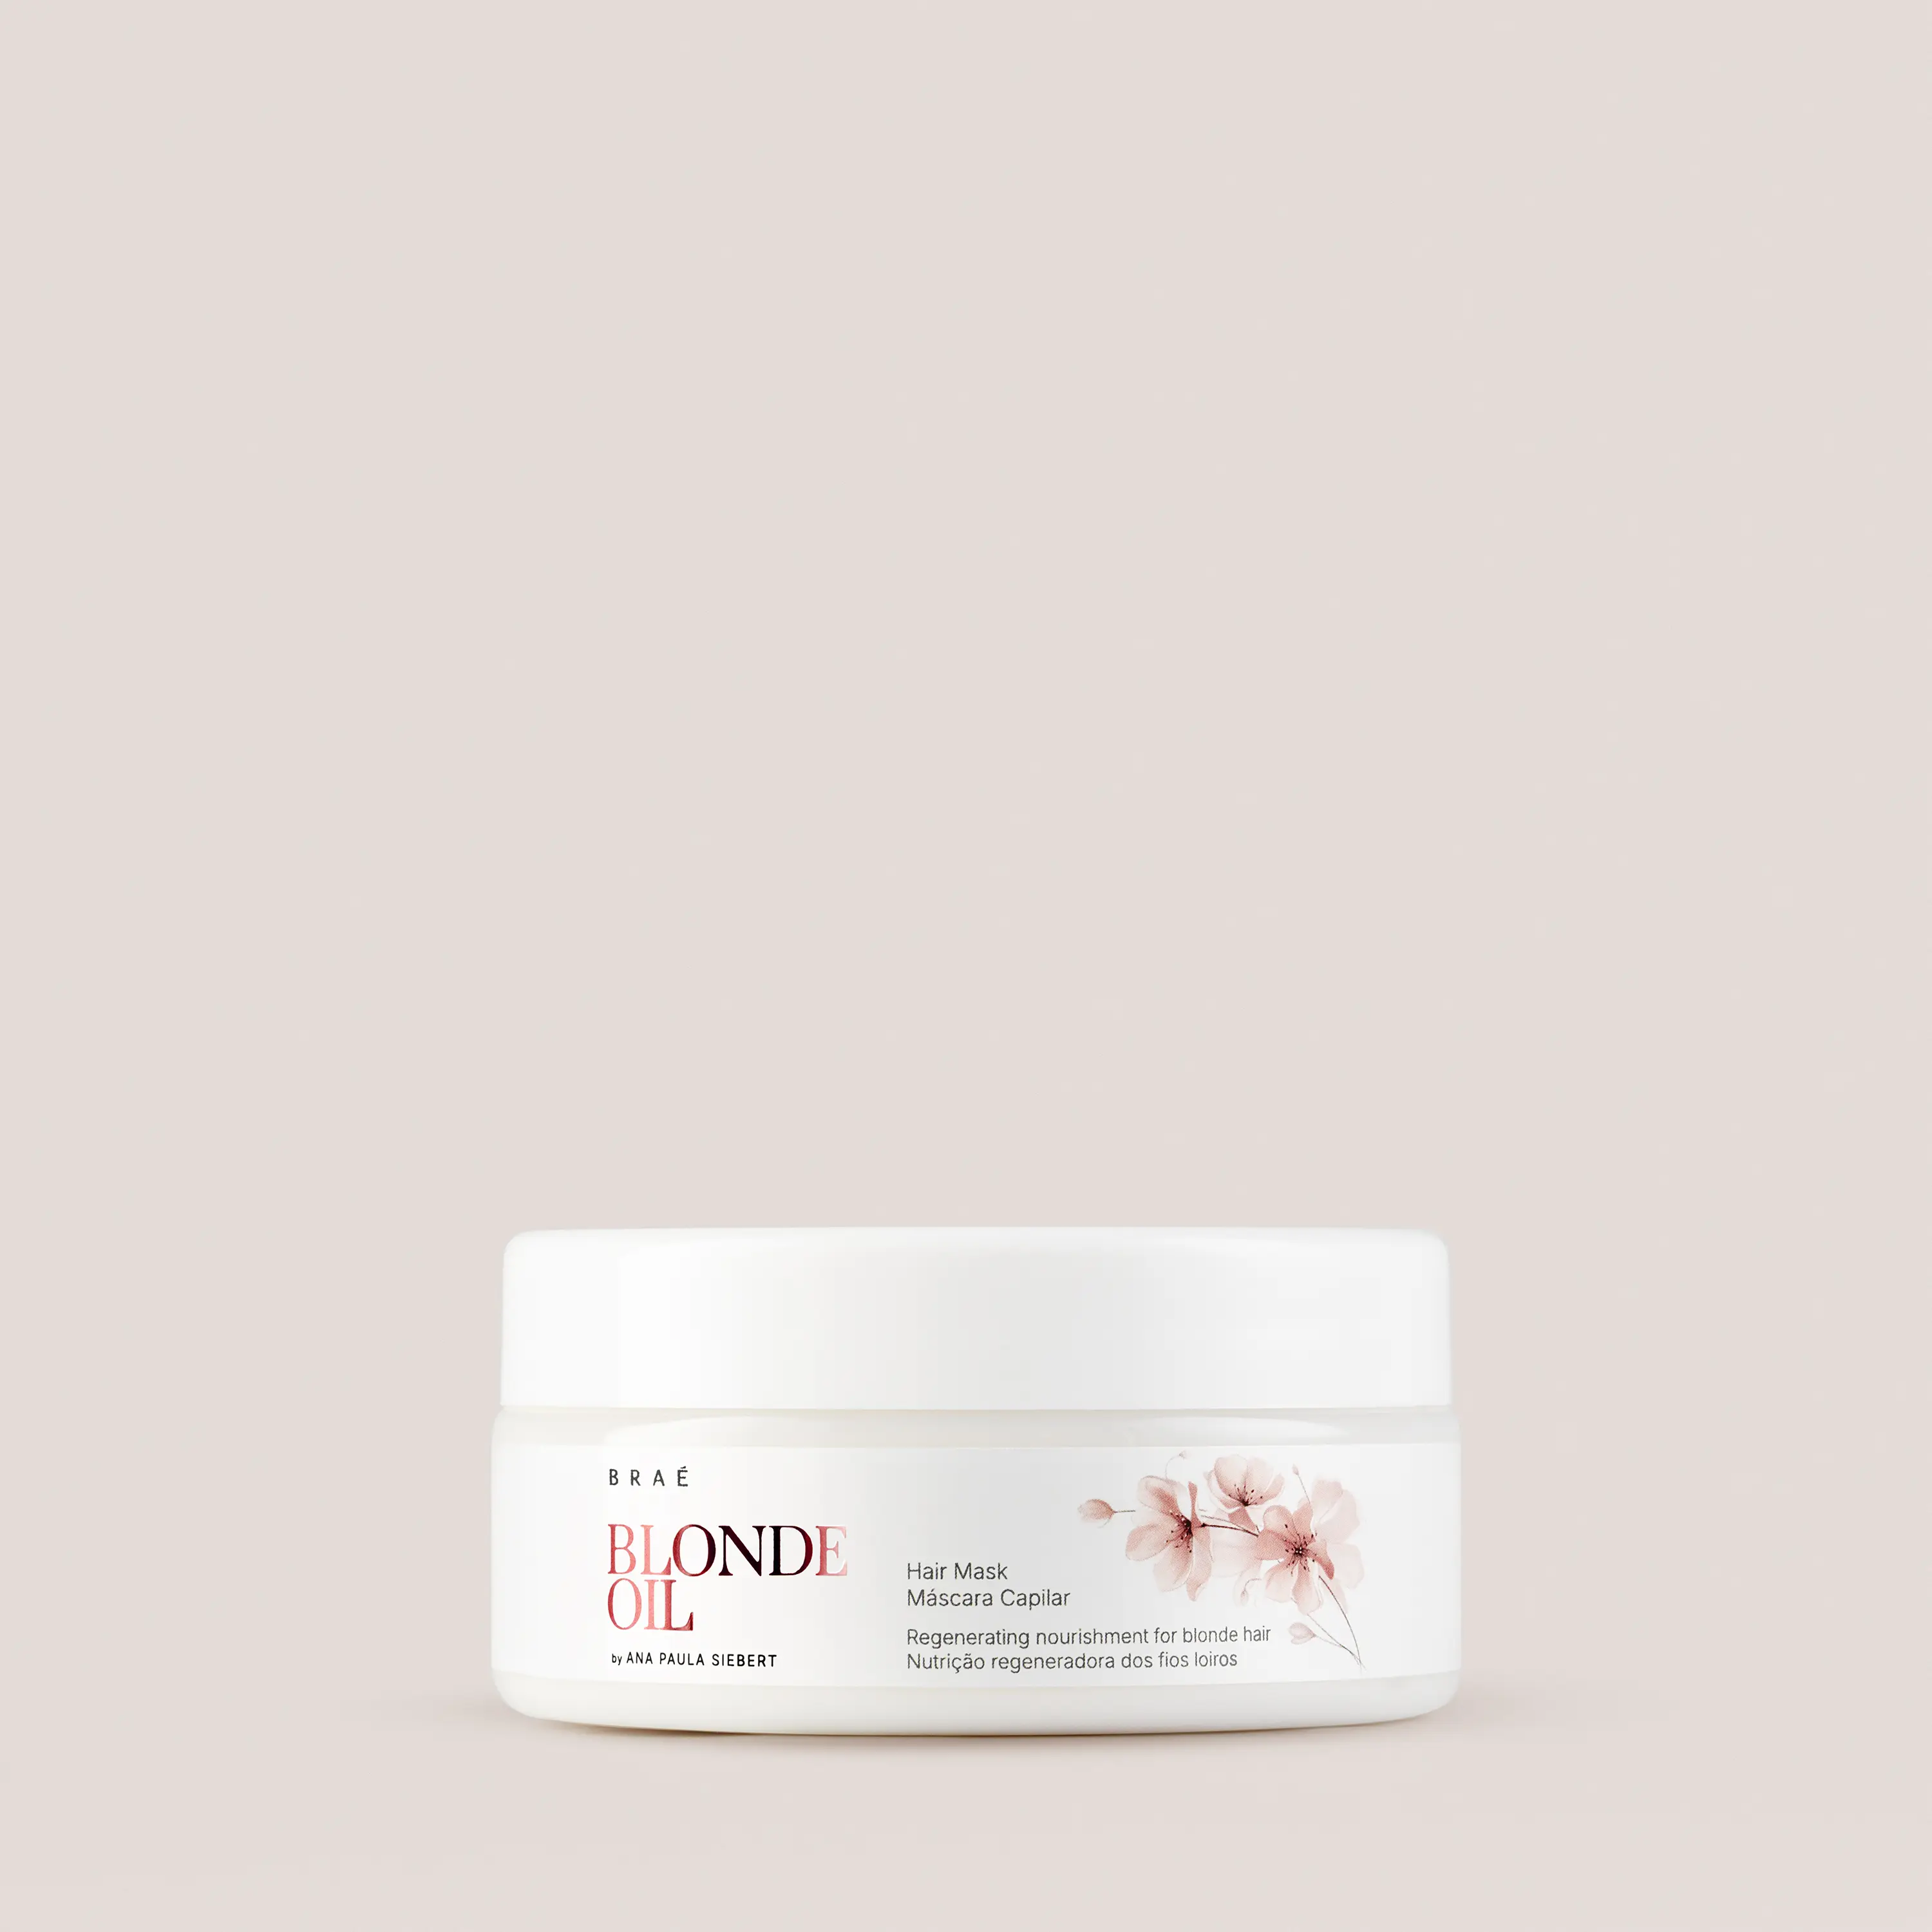 BRAÉ
BLONDE
OIL
by ANA PAULA SIEBERT
Hair Mask
Máscara Capilar
Regenerating nourishment for blonde hair
Nutrição regeneradora dos fios loiros